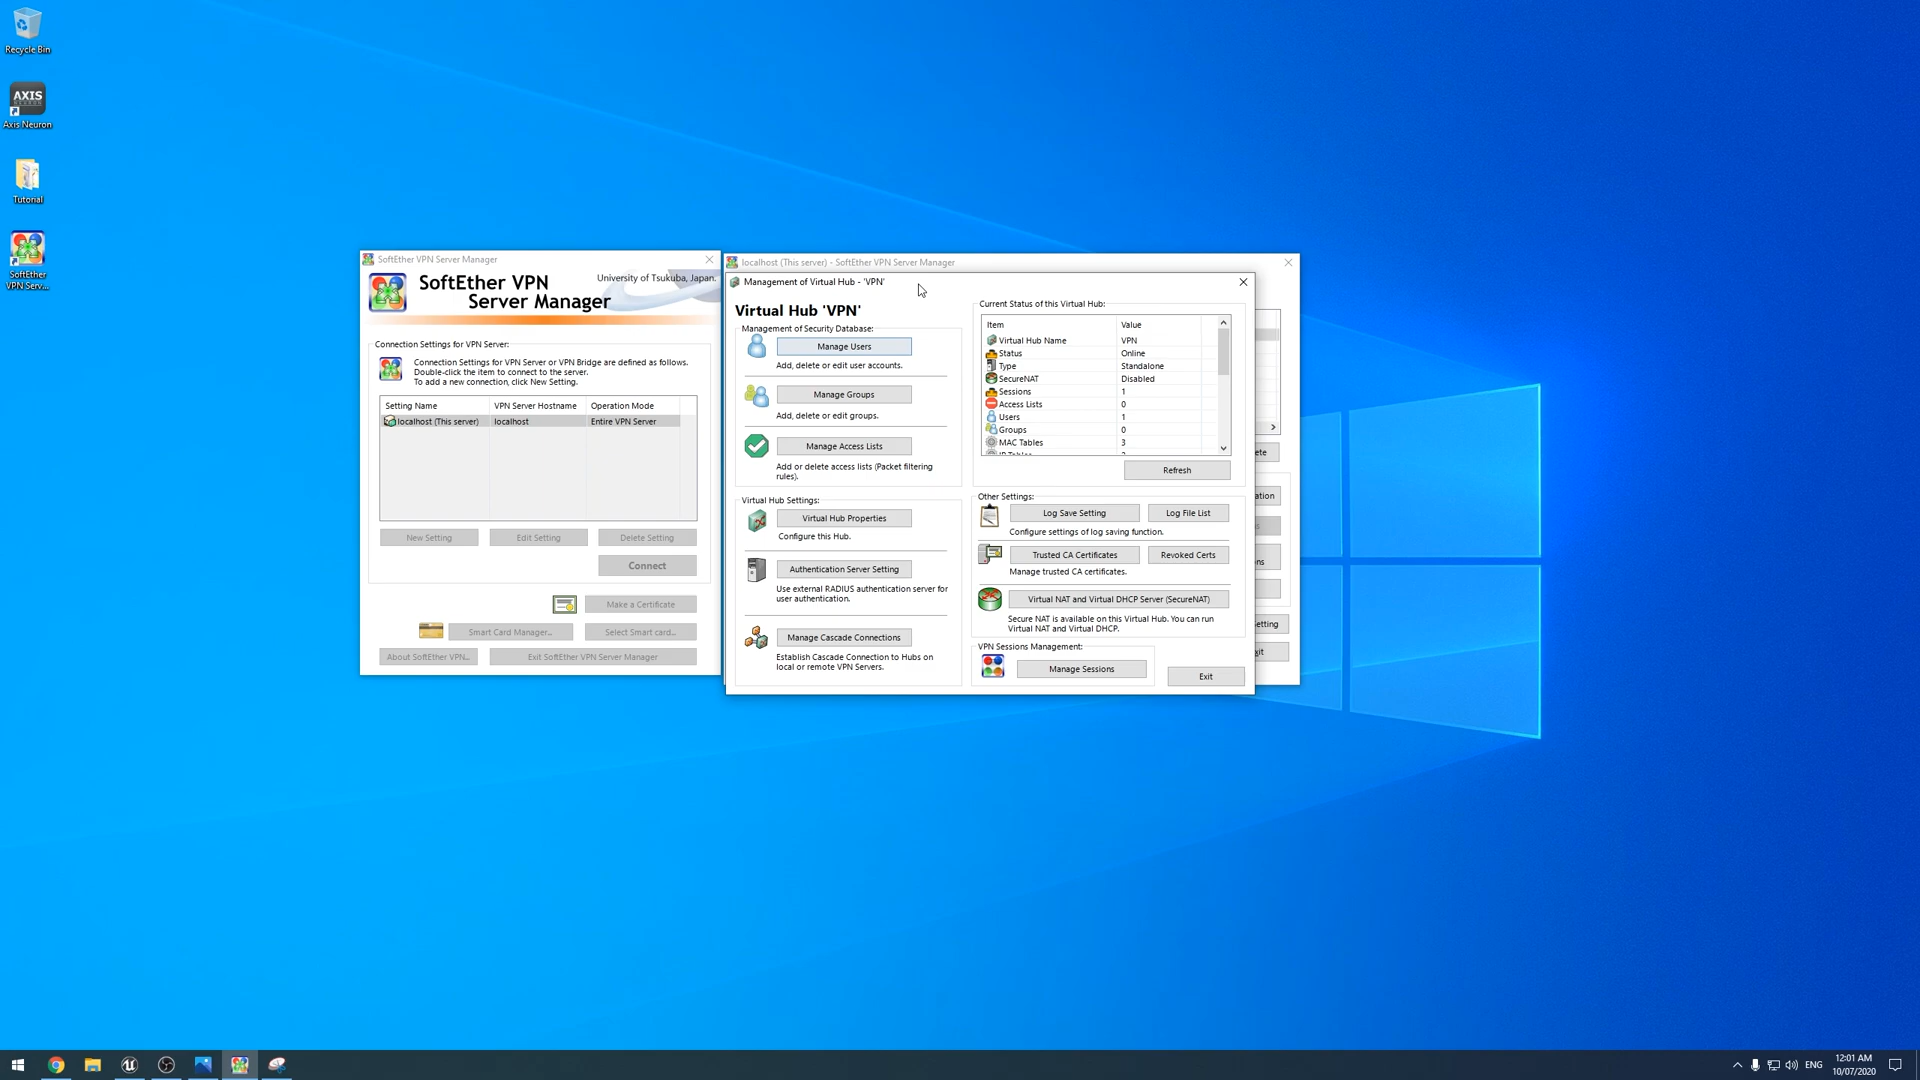 Recycle Bin
AXIS
Axis Neuron
Tutorial
SoftEther
VPN Serv...
SoftEther VPN Server Manager
SoftEther VPN
Server Manager
University of Tsukuba, Japan.
Connection Settings for VPN Server:
Connection Settings for VPN Server or VPN Bridge are defined as follows.
Double-click the item to connect to the server.
To add a new connection, click New Setting.
Setting Name VPN Server Hostname Operation Mode
localhost (This server) localhost Entire VPN Server
New Setting Edit Setting Delete Setting
Connect
Make a Certificate
Smart Card Manager... Select Smart card...
About SoftEther VPN... Exit SoftEther VPN Server Manager
localhost (This server) - SoftEther VPN Server Manager
Management of Virtual Hub - 'VPN'
Virtual Hub 'VPN'
Management of Security Database:
Manage Users
Add, delete or edit user accounts.
Manage Groups
Add, delete or edit groups.
Manage Access Lists
Add or delete access lists (Packet filtering
rules).
Virtual Hub Settings:
Virtual Hub Properties
Configure this Hub.
Authentication Server Setting
Use external RADIUS authentication server for
user authentication.
Manage Cascade Connections
Establish Cascade Connection to Hubs on
local or remote VPN Servers.
Current Status of this Virtual Hub:
Item Value
Virtual Hub Name VPN
Status Online
Type Standalone
SecureNAT Disabled
Sessions 1
Access Lists 0
Users 1
Groups 0
MAC Tables 3
Refresh
Other Settings:
Log Save Setting Log File List
Configure settings of log saving function.
Trusted CA Certificates Revoked Certs
Manage trusted CA certificates.
Virtual NAT and Virtual DHCP Server (SecureNAT)
Secure NAT is available on this Virtual Hub. You can run
Virtual NAT and Virtual DHCP.
VPN Sessions Management:
Manage Sessions
Exit
ete
ation
ns
etting
xit
ENG
12:01 AM
10/07/2020